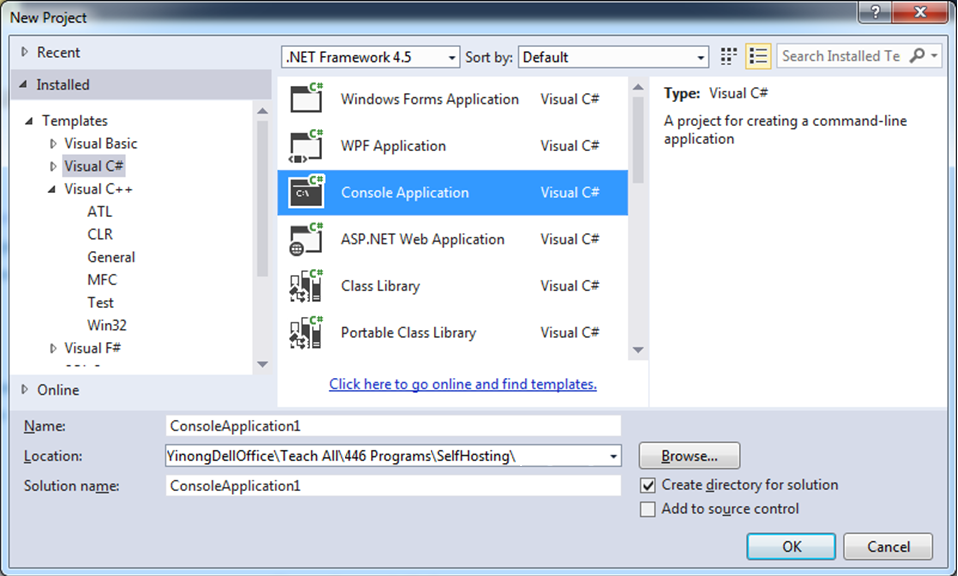 New Project
?
Recent
Installed
Templates
Visual Basic
Visual C#
Visual C++
ATL
CLR
General
MFC
Test
Win32
Visual F#
Online
.NET Framework 4.5
Sort by: Default
Search Installed Te
C# Windows Forms Application Visual C#
C# WPF Application Visual C#
C:\ C# Console Application Visual C#
C# ASP.NET Web Application Visual C#
C# Class Library Visual C#
C# Portable Class Library Visual C#
Click here to go online and find templates.
Type: Visual C#
A project for creating a command-line
application
Name: ConsoleApplication1
Location: YinongDellOffice\Teach All\446 Programs\SelfHosting\
Browse...
Solution name: ConsoleApplication1
Create directory for solution
Add to source control
OK
Cancel